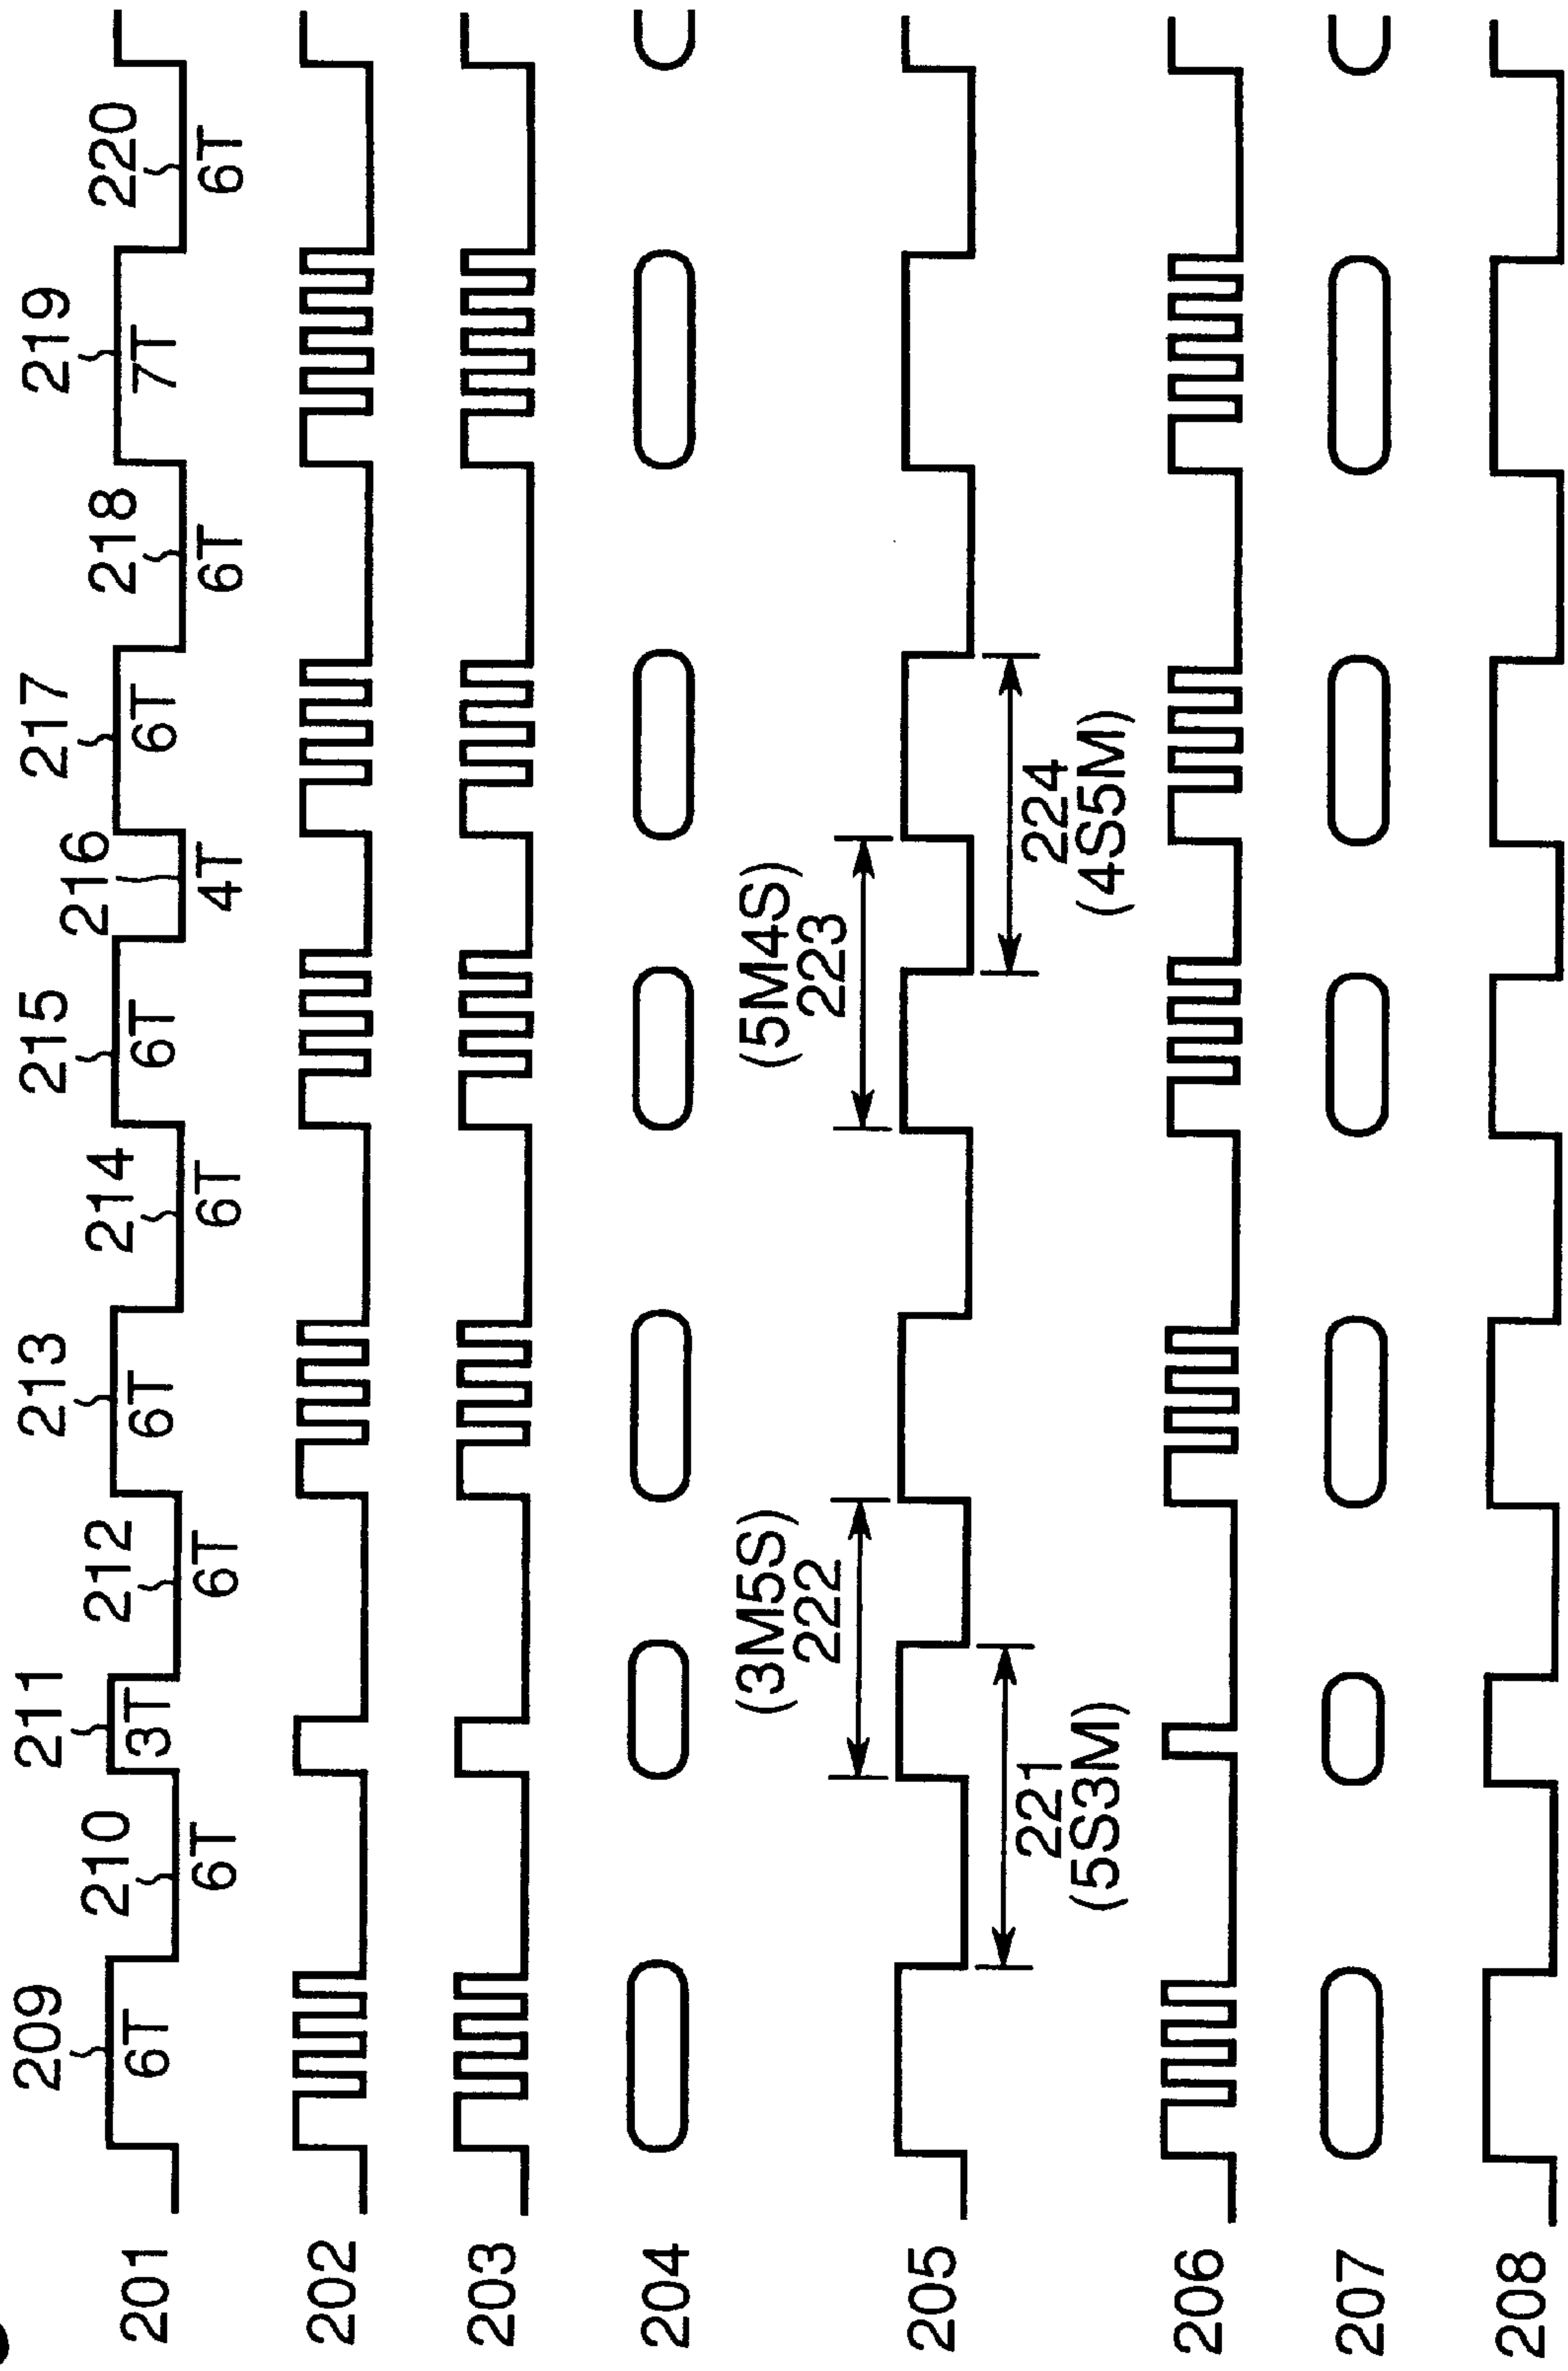 209 211 213 215 217 219
210 212 214 216 218 220
201
6T 3T 6T 6T 6T 7T
6T 6T 6T 4T 6T 6T
202
203
204
(3M5S) (5M4S)
222 223
205
221 224
(5S3M) (4S5M)
206
207
208